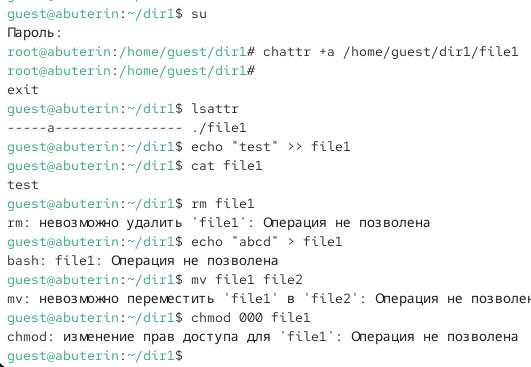 guest@abuterin:~/dir1$ su
Пароль:
root@abuterin:/home/guest/dir1# chattr +a /home/guest/dir1/file1
root@abuterin:/home/guest/dir1#
exit
guest@abuterin:~/dir1$ lsattr
-----a---------------- ./file1
guest@abuterin:~/dir1$ echo "test" >> file1
guest@abuterin:~/dir1$ cat file1
test
guest@abuterin:~/dir1$ rm file1
rm: невозможно удалить 'file1': Операция не позволена
guest@abuterin:~/dir1$ echo "abcd" > file1
bash: file1: Операция не позволена
guest@abuterin:~/dir1$ mv file1 file2
mv: невозможно переместить 'file1' в 'file2': Операция не позволен
guest@abuterin:~/dir1$ chmod 000 file1
chmod: изменение прав доступа для 'file1': Операция не позволена
guest@abuterin:~/dir1$